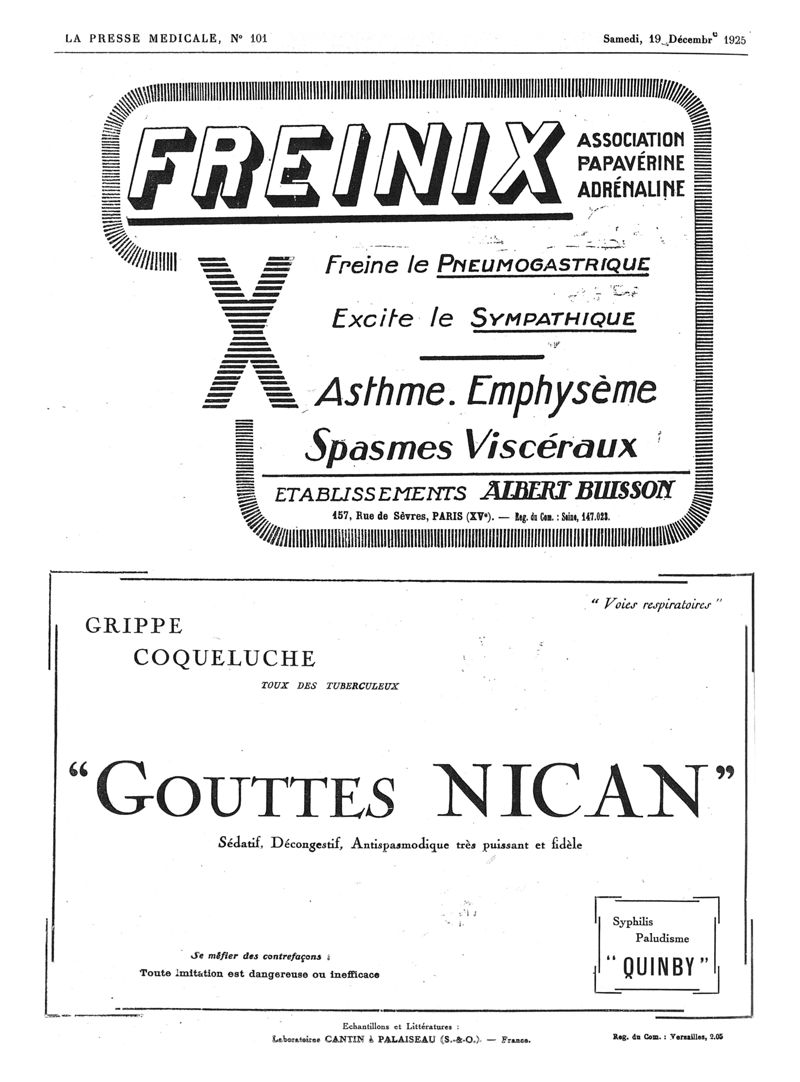 LA PRESSE MEDICALE, N° 101
Samedi, 19 Décembre 1925
FREINIX
ASSOCIATION
PAPAVÉRINE
ADRÉNALINE
Freine le PNEUMOGASTRIQUE
Excite le SYMPATHIQUE
X
Asthme. Emphysème
Spasmes Viscéraux
ETABLISSEMENTS ALBERT BUISSON
157, Rue de Sèvres, PARIS (XVe). — Reg. du Com. : Seine, 147.023.
“ Voies respiratoires ”
GRIPPE
COQUELUCHE
TOUX DES TUBERCULEUX
“GOUTTES NICAN”
Sédatif, Décongestif, Antispasmodique très puissant et fidèle
Syphilis
Paludisme
“ QUINBY ”
Se méfier des contrefaçons :
Toute imitation est dangereuse ou inefficace
Echantillons et Littératures :
Laboratoires CANTIN à PALAISEAU (S.-&-O.). — France.
Reg. du Com. : Versailles, 2.05